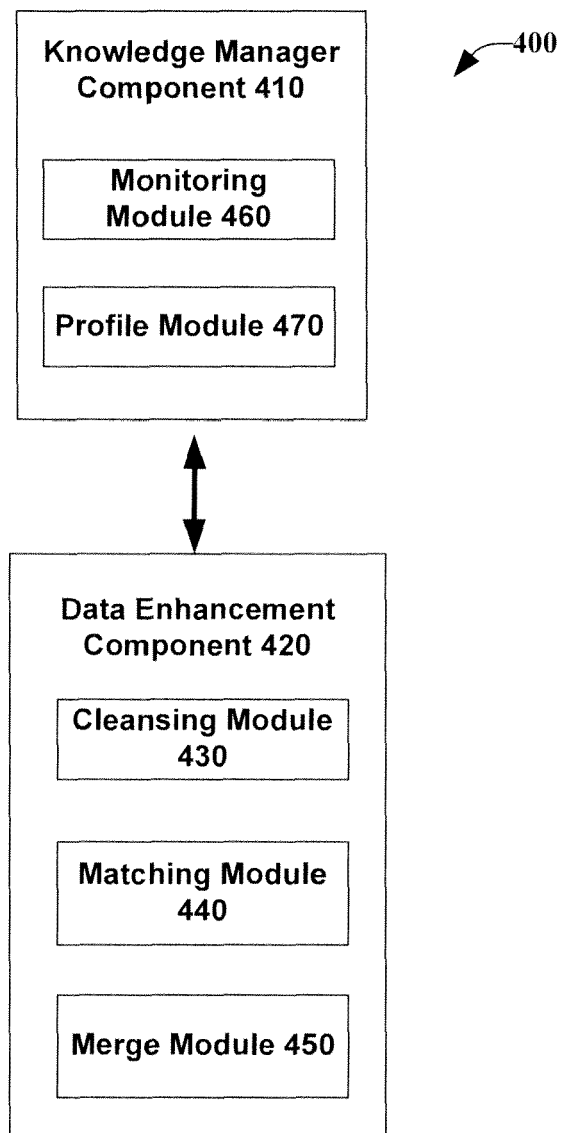 Knowledge Manager
Component 410
400
Monitoring
Module 460
Profile Module 470
Data Enhancement
Component 420
Cleansing Module
430
Matching Module
440
Merge Module 450